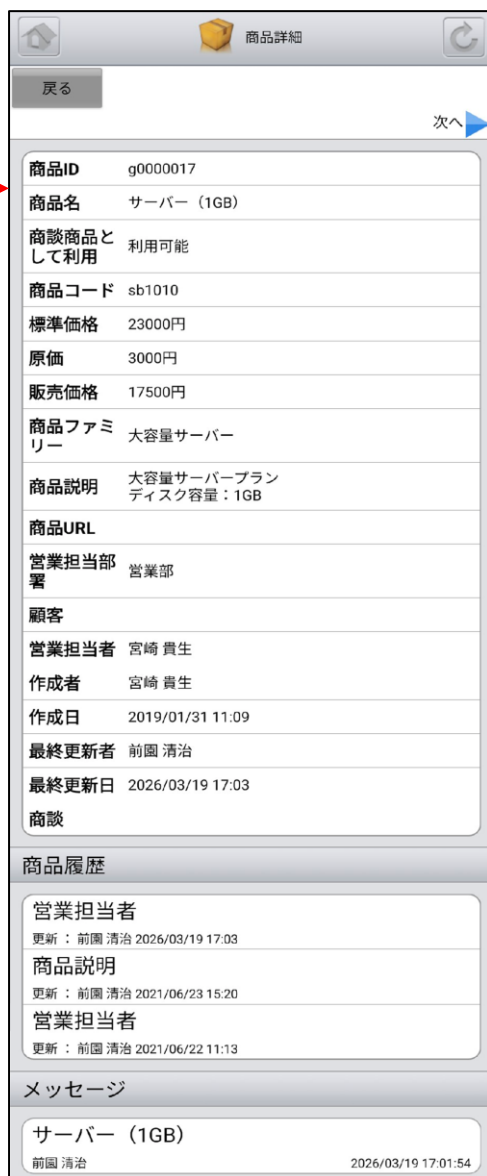 商品詳細
戻る
次へ
商品ID g0000017
商品名 サーバー（1GB）
商談商品と
して利用 利用可能
商品コード sb1010
標準価格 23000円
原価 3000円
販売価格 17500円
商品ファミ
リー 大容量サーバー
商品説明 大容量サーバープラン
ディスク容量：1GB
商品URL
営業担当部
署 営業部
顧客
営業担当者 宮崎 貴生
作成者 宮崎 貴生
作成日 2019/01/31 11:09
最終更新者 前園 清治
最終更新日 2026/03/19 17:03
商談
商品履歴
営業担当者
更新 ： 前園 清治 2026/03/19 17:03
商品説明
更新 ： 前園 清治 2021/06/23 15:20
営業担当者
更新 ： 前園 清治 2021/06/22 11:13
メッセージ
サーバー（1GB）
前園 清治 2026/03/19 17:01:54